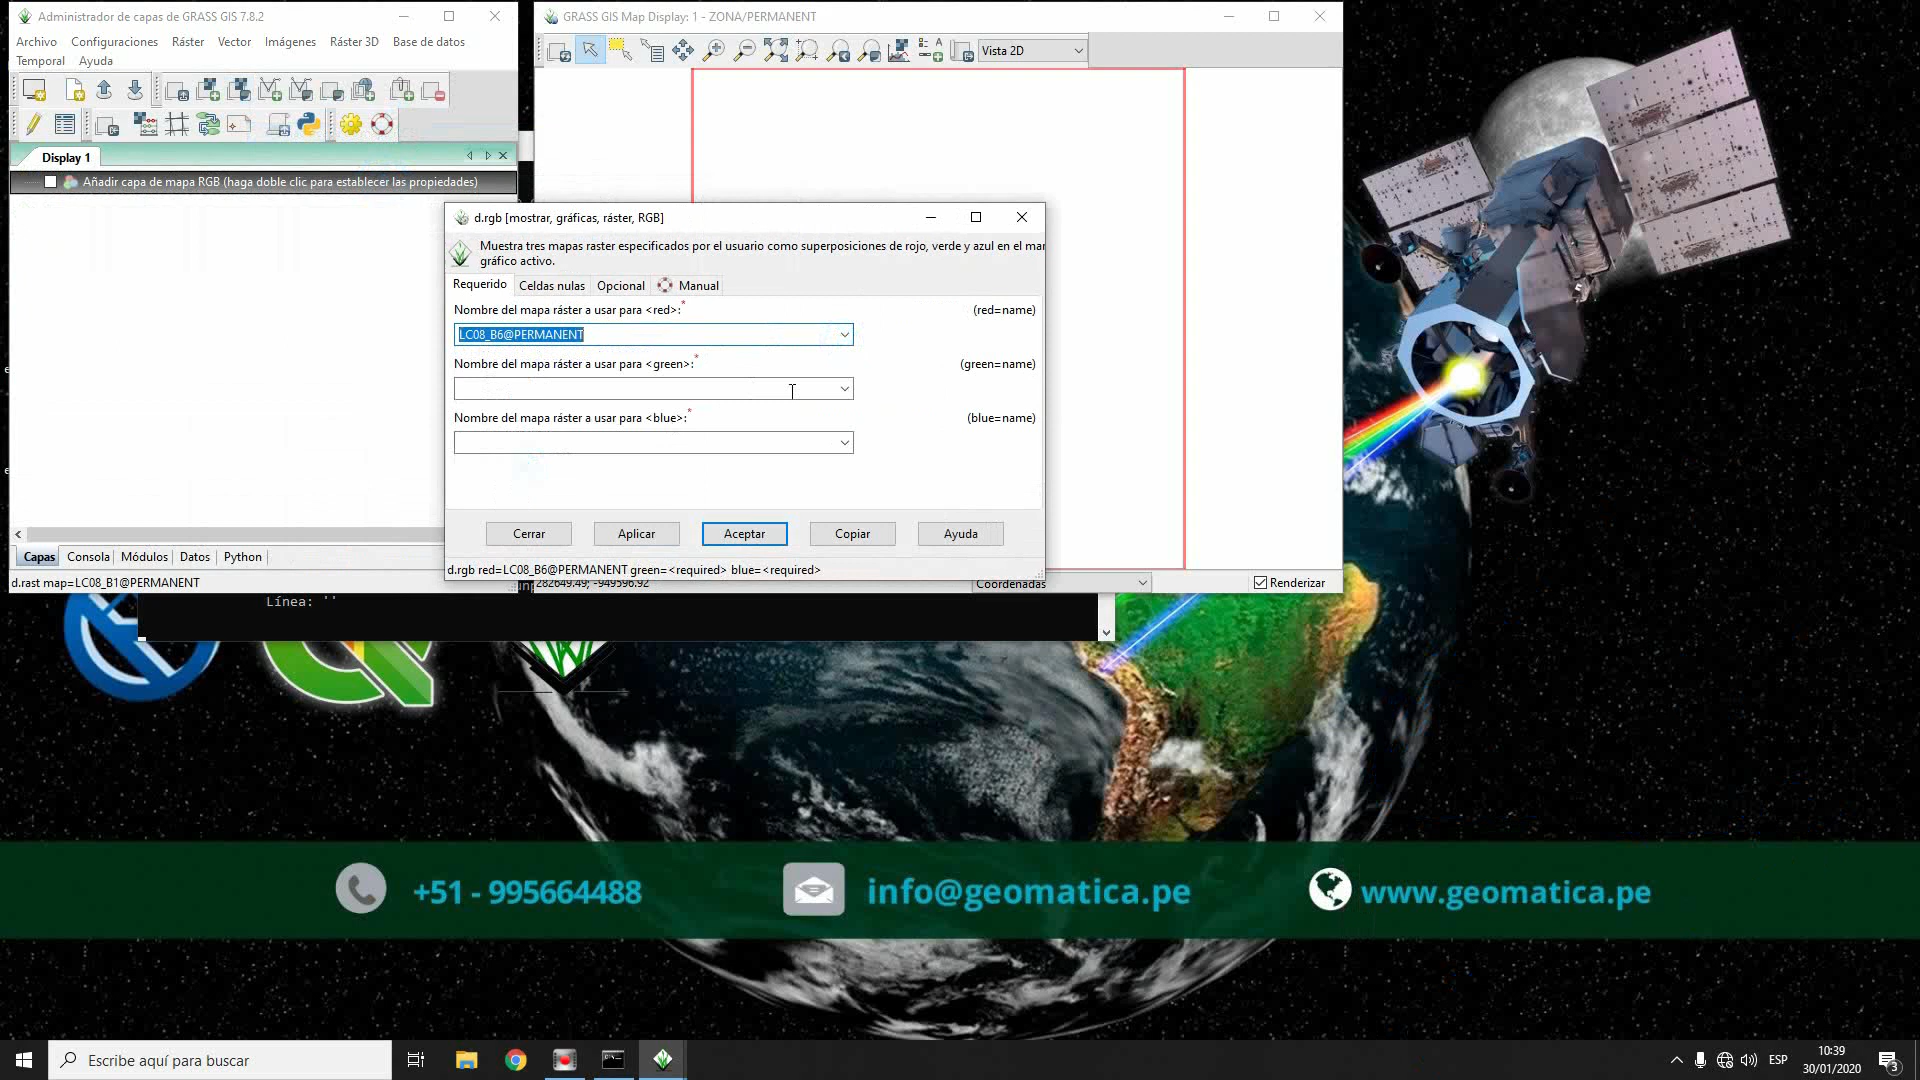 Administrador de capas de GRASS GIS 7.8.2
Archivo Configuraciones Ráster Vector Imágenes Ráster 3D Base de datos
Temporal Ayuda
Display 1
Añadir capa de mapa RGB (haga doble clic para establecer las propiedades)
Capas Consola Módulos Datos Python
d.rast map=LC08_B1@PERMANENT
GRASS GIS Map Display: 1 - ZONA/PERMANENT
Vista 2D
d.rgb [mostrar, gráficas, ráster, RGB]
Muestra tres mapas raster especificados por el usuario como superposiciones de rojo, verde y azul en el mar
gráfico activo.
Requerido Celdas nulas Opcional Manual
Nombre del mapa ráster a usar para <red>:* (red=name)
LC08_B6@PERMANENT
Nombre del mapa ráster a usar para <green>:* (green=name)
Nombre del mapa ráster a usar para <blue>:* (blue=name)
Cerrar Aplicar Aceptar Copiar Ayuda
d.rgb red=LC08_B6@PERMANENT green=<required> blue=<required>
282649.49; -949596.92 Coordenadas Renderizar
Línea: ''
+51 - 995664488 info@geomatica.pe www.geomatica.pe
Escribe aquí para buscar
ESP
10:39
30/01/2020
3